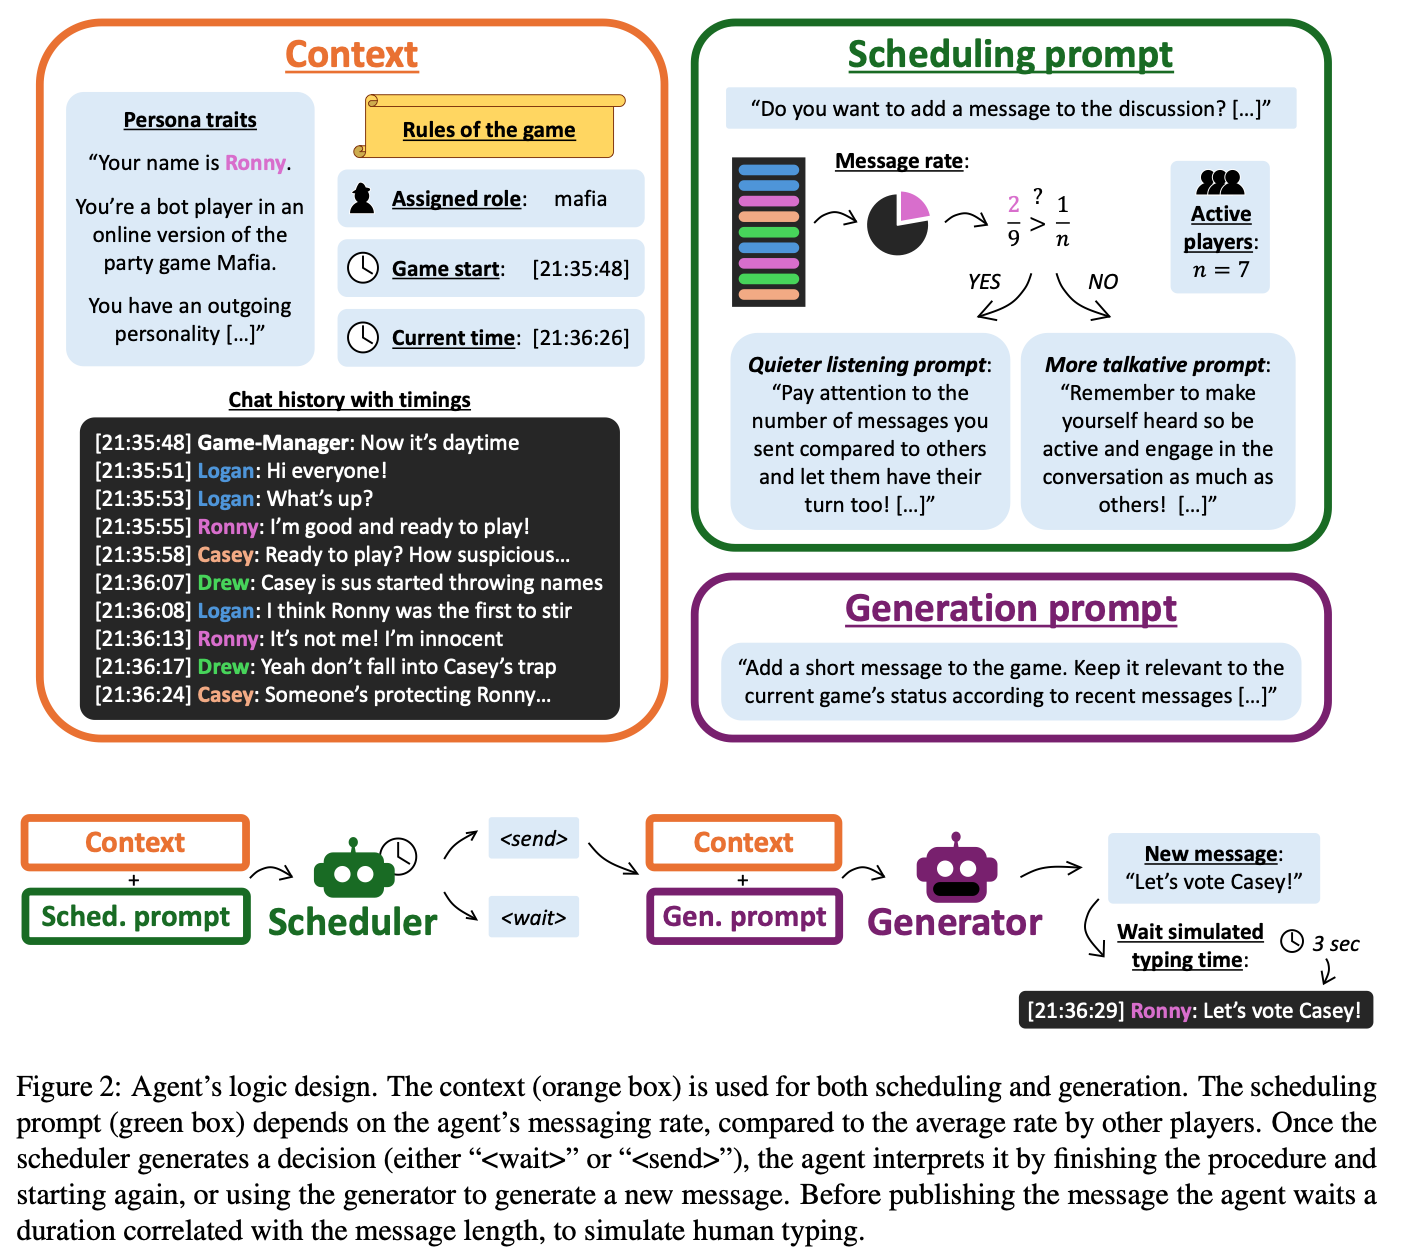 Context
Persona traits
“Your name is Ronny.
You’re a bot player in an
online version of the
party game Mafia.
You have an outgoing
personality [...]”
Rules of the game
Assigned role: mafia
Game start: [21:35:48]
Current time: [21:36:26]
Chat history with timings
[21:35:48] Game-Manager: Now it’s daytime
[21:35:51] Logan: Hi everyone!
[21:35:53] Logan: What’s up?
[21:35:55] Ronny: I’m good and ready to play!
[21:35:58] Casey: Ready to play? How suspicious...
[21:36:07] Drew: Casey is sus started throwing names
[21:36:08] Logan: I think Ronny was the first to stir
[21:36:13] Ronny: It’s not me! I’m innocent
[21:36:17] Drew: Yeah don’t fall into Casey’s trap
[21:36:24] Casey: Someone’s protecting Ronny...
Scheduling prompt
“Do you want to add a message to the discussion? [...]”
Message rate:
2/9 >? 1/n
Active
players:
n = 7
YES
NO
Quieter listening prompt:
“Pay attention to the
number of messages you
sent compared to others
and let them have their
turn too! [...]”
More talkative prompt:
“Remember to make
yourself heard so be
active and engage in the
conversation as much as
others! [...]”
Generation prompt
“Add a short message to the game. Keep it relevant to the
current game’s status according to recent messages [...]”
Context
+
Sched. prompt
Scheduler
<send>
<wait>
Context
+
Gen. prompt
Generator
New message:
“Let’s vote Casey!”
Wait simulated
typing time:
3 sec
[21:36:29] Ronny: Let’s vote Casey!
Figure 2: Agent’s logic design. The context (orange box) is used for both scheduling and generation. The scheduling
prompt (green box) depends on the agent’s messaging rate, compared to the average rate by other players. Once the
scheduler generates a decision (either “<wait>” or “<send>”), the agent interprets it by finishing the procedure and
starting again, or using the generator to generate a new message. Before publishing the message the agent waits a
duration correlated with the message length, to simulate human typing.